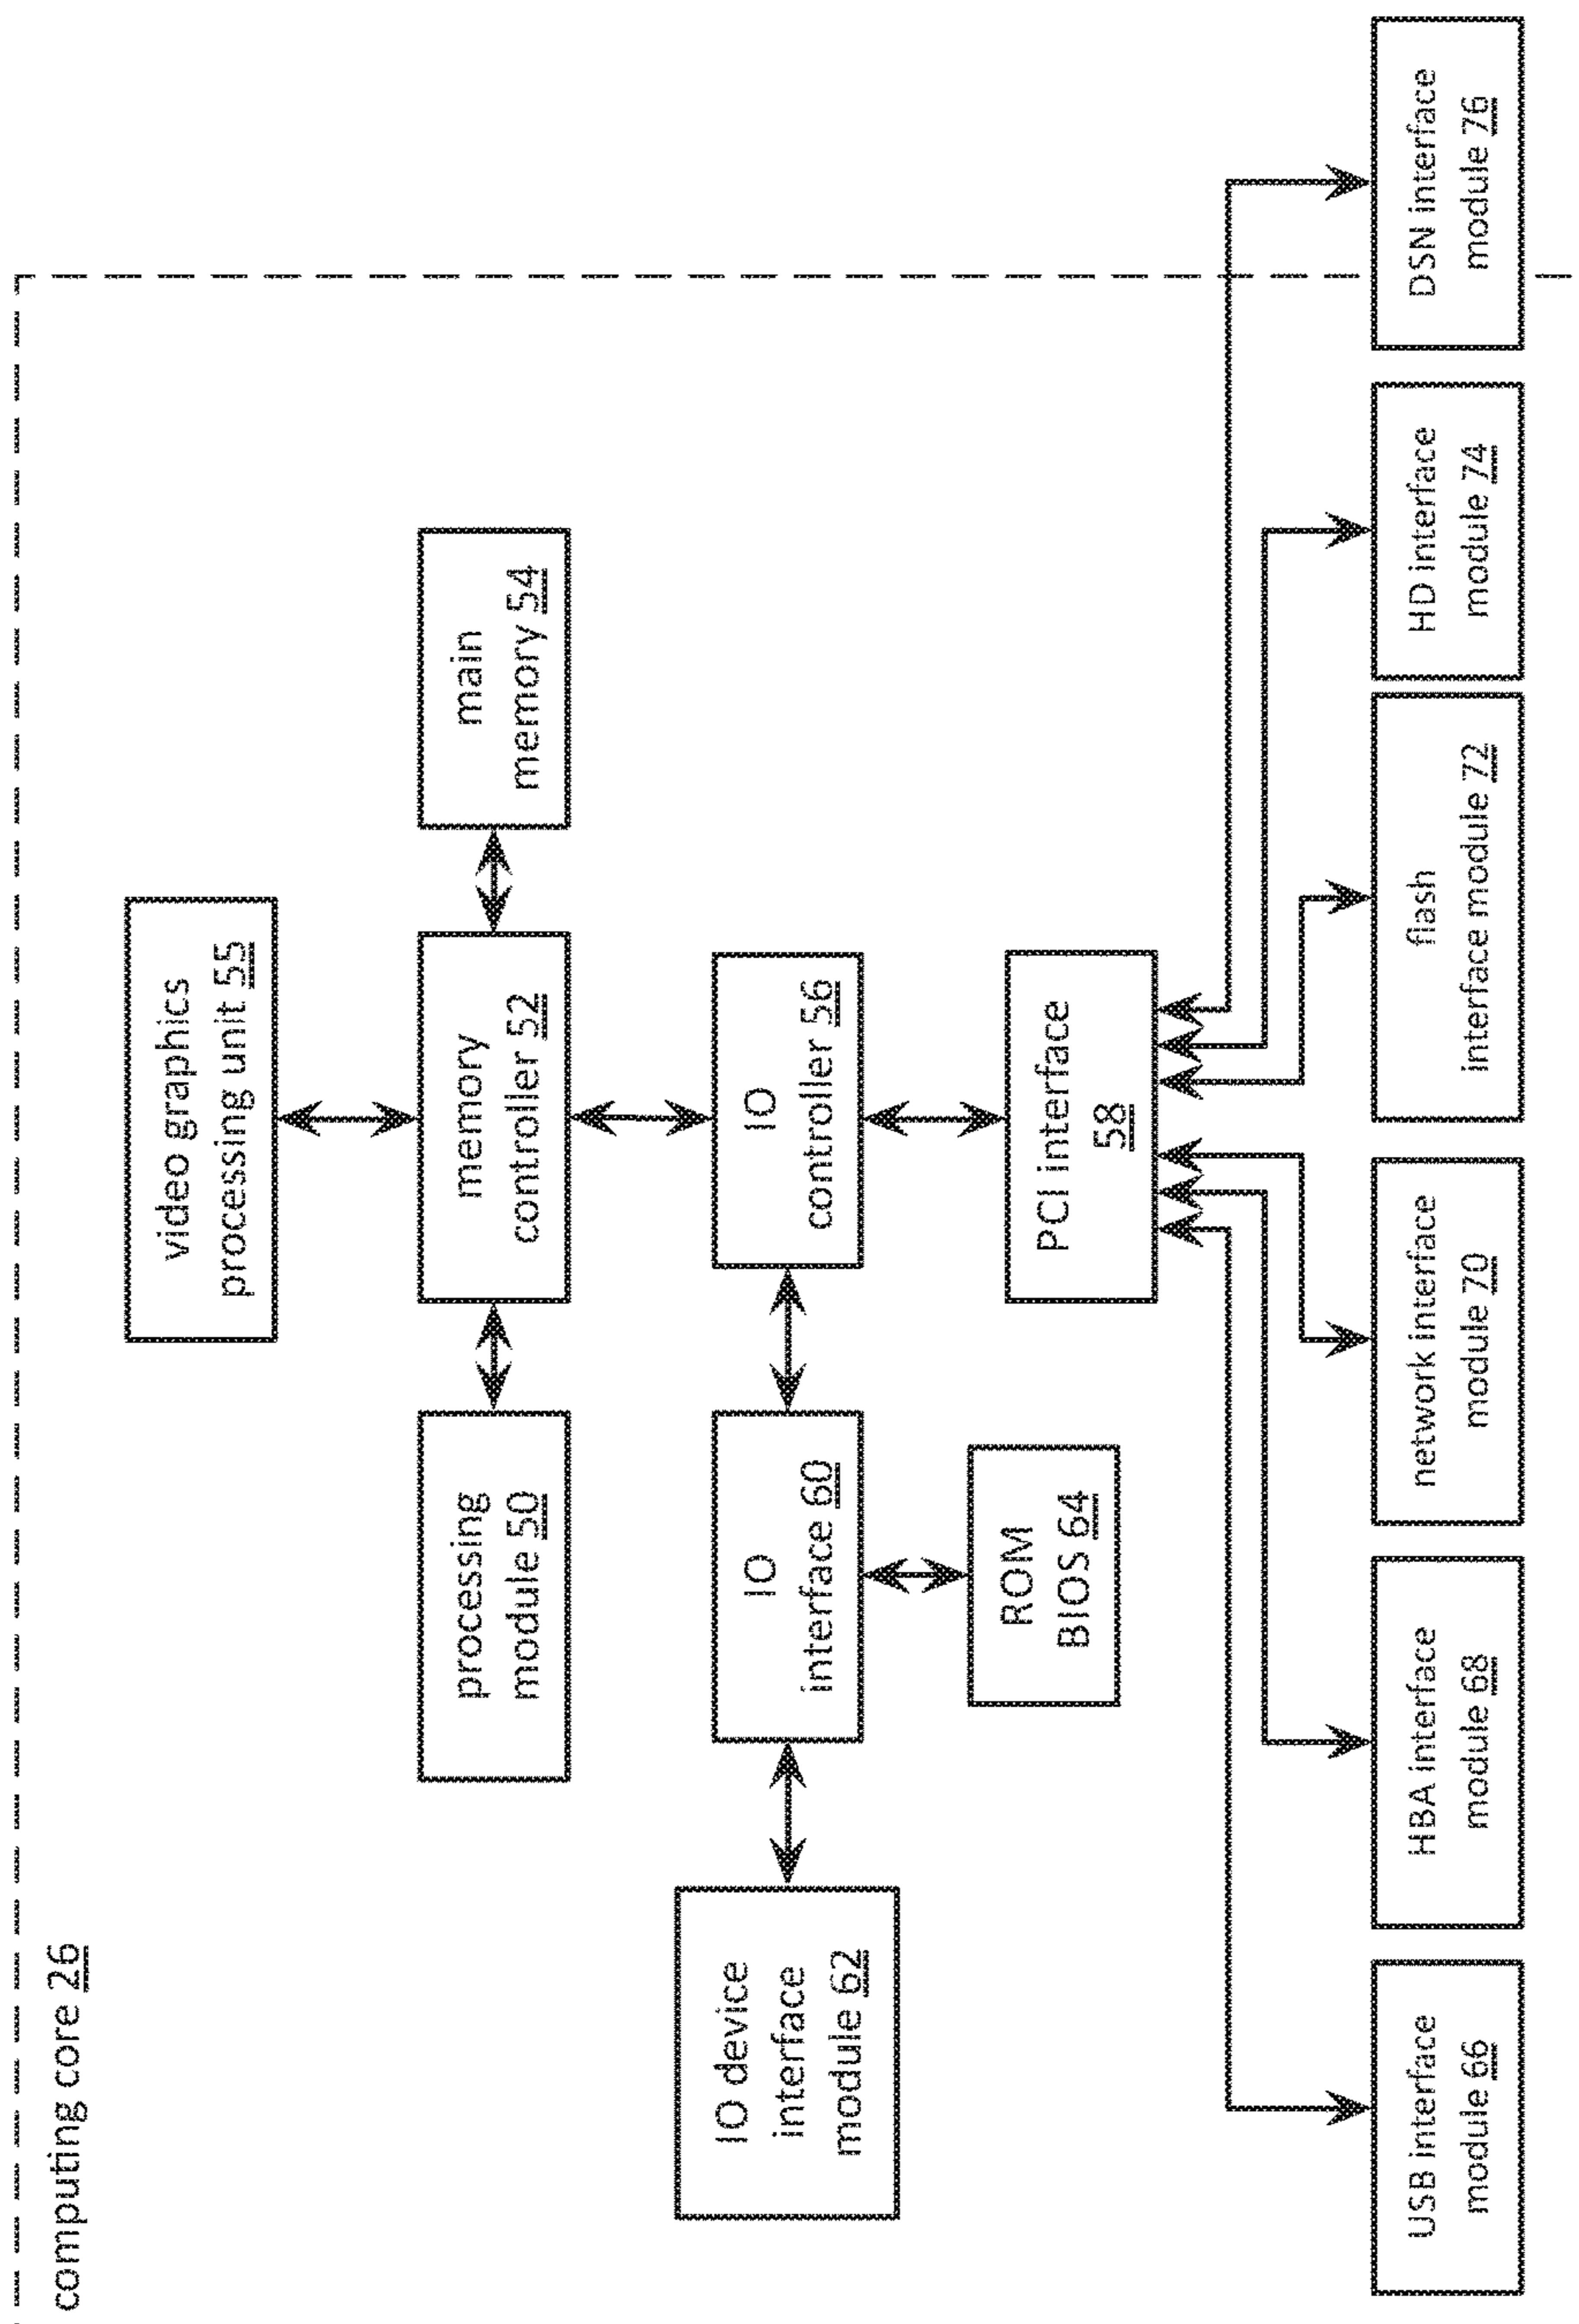 computing core 26
video graphics
processing unit 55
processing
module 50
memory
controller 52
main
memory 54
IO device
interface
module 62
IO
interface 60
IO
controller 56
ROM
BIOS 64
PCI interface
58
USB interface
module 66
HBA interface
module 68
network interface
module 70
flash
interface module 72
HD interface
module 74
DSN interface
module 76